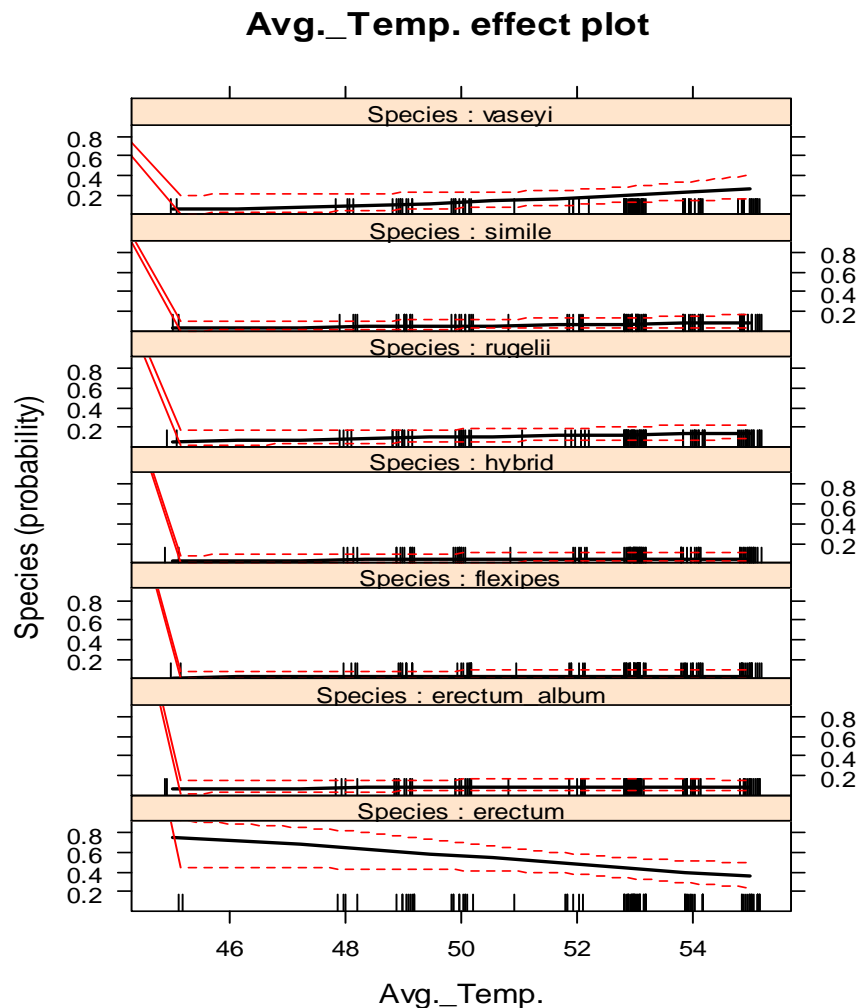 Avg._Temp. effect plot
Species : vaseyi
0.8
0.6
0.4
0.2
Species : simile
0.8
0.6
0.4
0.2
Species : rugelii
0.8
0.6
0.4
0.2
Species : hybrid
0.8
0.6
0.4
0.2
Species : flexipes
0.8
0.6
0.4
0.2
Species : erectum_album
0.8
0.6
0.4
0.2
Species : erectum
0.8
0.6
0.4
0.2
Species (probability)
46 48 50 52 54
Avg._Temp.